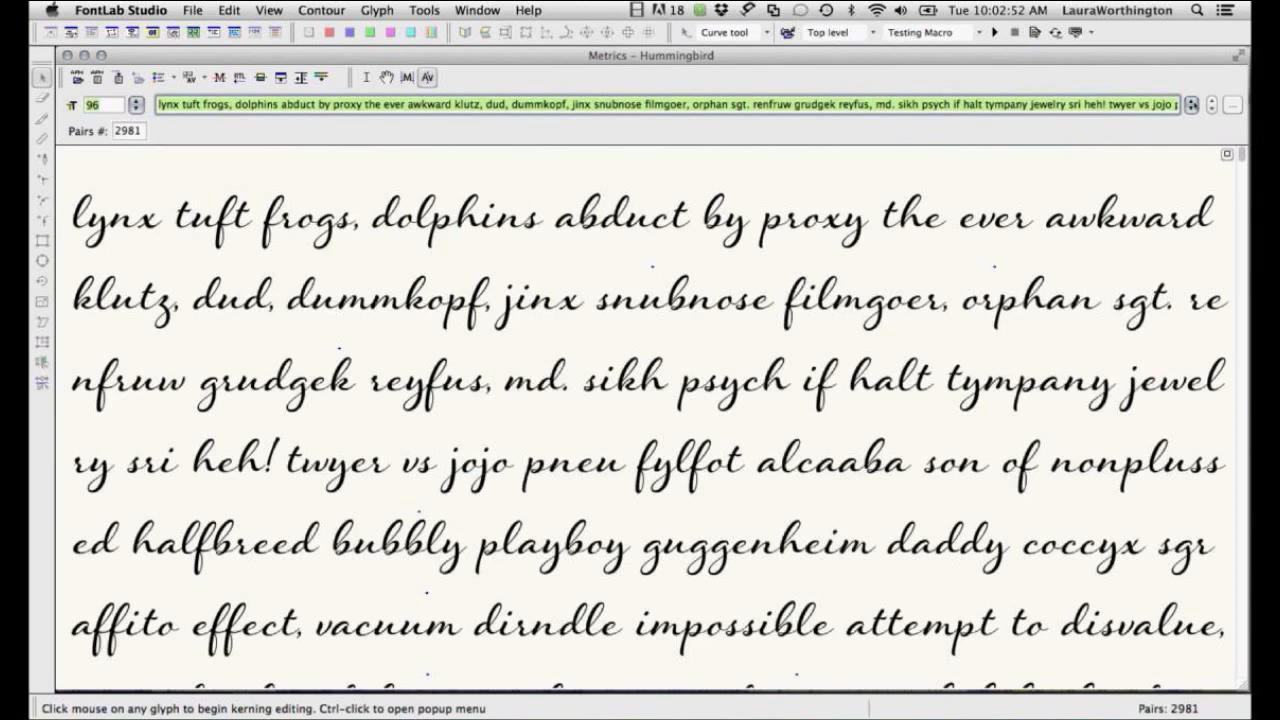 FontLab Studio File Edit View Contour Glyph Tools Window Help 18 Tue 10:02:52 AM LauraWorthington
Curve tool Top level Testing Macro
Metrics - Hummingbird
96 lynx tuft frogs, dolphins abduct by proxy the ever awkward klutz, dud, dummkopf, jinx snubnose filmgoer, orphan sgt. renfruw grudgek reyfus, md. sikh psych if halt tympany jewelry sri heh! twyer vs jojo
Pairs #: 2981
lynx tuft frogs, dolphins abduct by proxy the ever awkward
klutz, dud, dummkopf, jinx snubnose filmgoer, orphan sgt. re
nfruw grudgek reyfus, md. sikh psych if halt tympany jewel
ry sri heh! twyer vs jojo pneu fylfot alcaaba son of nonpluss
ed halfbreed bubbly playboy guggenheim daddy coccyx sgr
affito effect, vacuum dirndle impossible attempt to disvalue,
Click mouse on any glyph to begin kerning editing. Ctrl-click to open popup menu Pairs: 2981